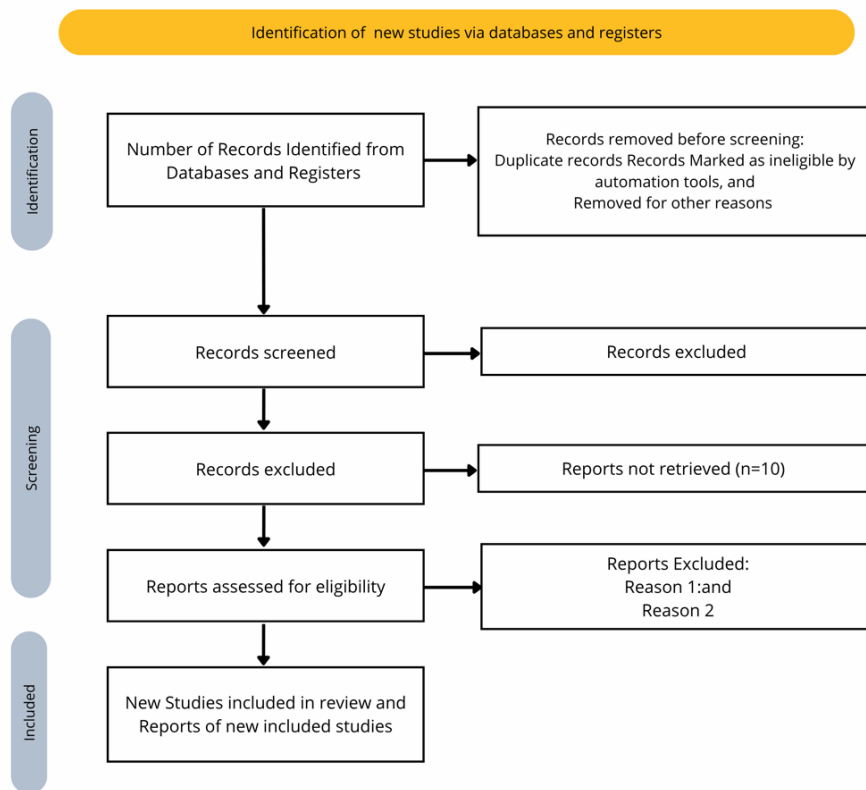 Identification of new studies via databases and registers
Identification
Number of Records Identified from
Databases and Registers
Records removed before screening:
Duplicate records Records Marked as ineligible by
automation tools, and
Removed for other reasons
Screening
Records screened
Records excluded
Records excluded
Reports not retrieved (n=10)
Reports assessed for eligibility
Reports Excluded:
Reason 1:and
Reason 2
Included
New Studies included in review and
Reports of new included studies